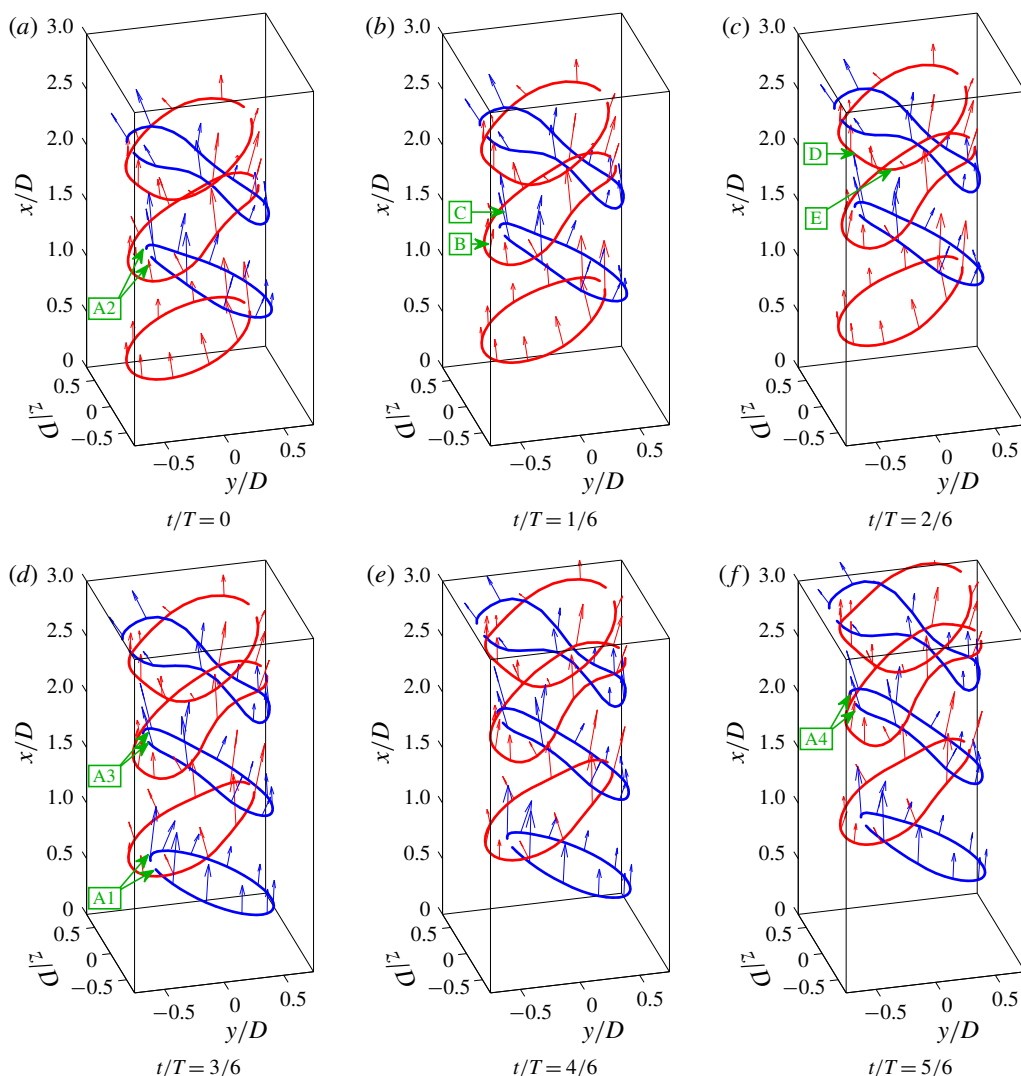 (a) (b) (c)
3.0 3.0 3.0
2.5 2.5 2.5
2.0 2.0 2.0
x/D x/D x/D
1.5 1.5 1.5
1.0 1.0 1.0
0.5 0.5 0.5
0 0 0
A2 C B D E
0.5 0.5 0.5
0 0 0
−0.5 −0.5 −0.5
z/D z/D z/D
−0.5 0 0.5 −0.5 0 0.5 −0.5 0 0.5
y/D y/D y/D
t/T = 0 t/T = 1/6 t/T = 2/6
(d) (e) (f)
3.0 3.0 3.0
2.5 2.5 2.5
2.0 2.0 2.0
x/D x/D x/D
1.5 1.5 1.5
1.0 1.0 1.0
0.5 0.5 0.5
0 0 0
A3 A1 A4
0.5 0.5 0.5
0 0 0
−0.5 −0.5 −0.5
z/D z/D z/D
−0.5 0 0.5 −0.5 0 0.5 −0.5 0 0.5
y/D y/D y/D
t/T = 3/6 t/T = 4/6 t/T = 5/6